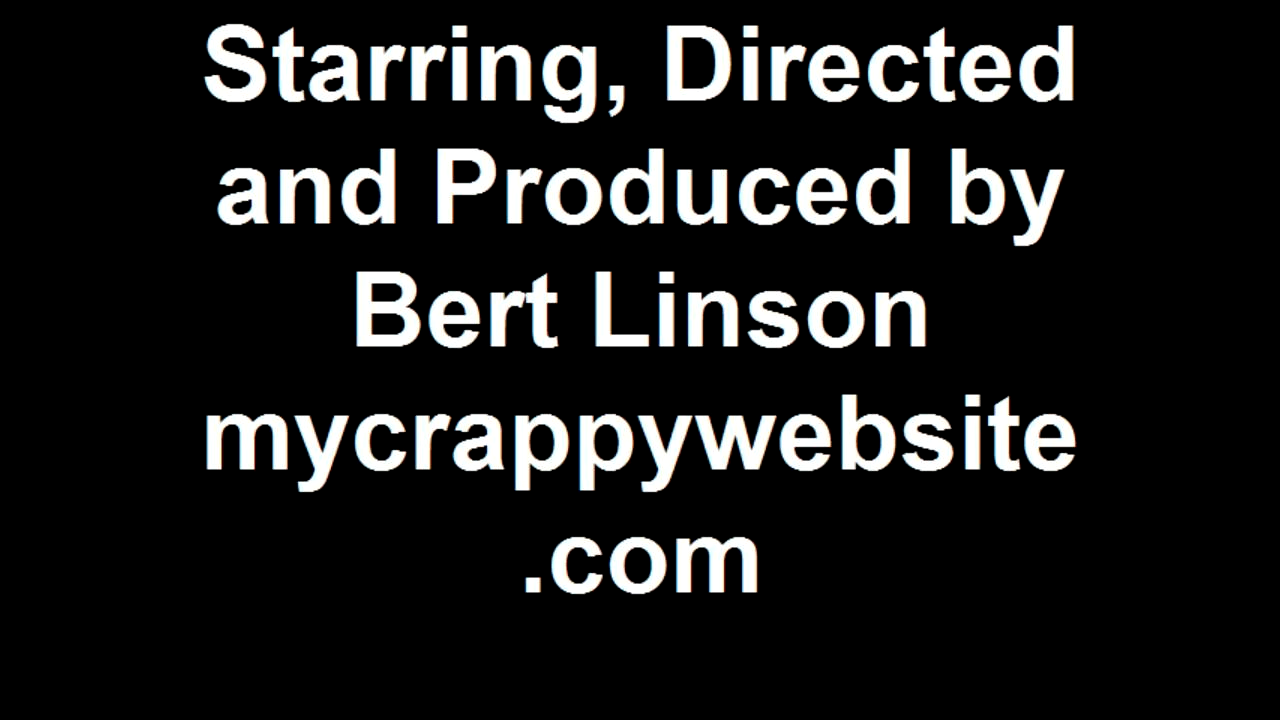 Starring, Directed
and Produced by
Bert Linson
mycrappywebsite
.com